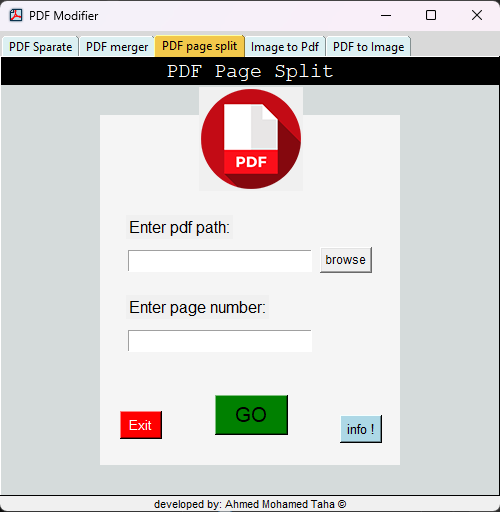 PDF Modifier
PDF Sparate PDF merger PDF page split Image to Pdf PDF to Image
PDF Page Split
PDF
Enter pdf path:
browse
Enter page number:
Exit GO info !
developed by: Ahmed Mohamed Taha ©